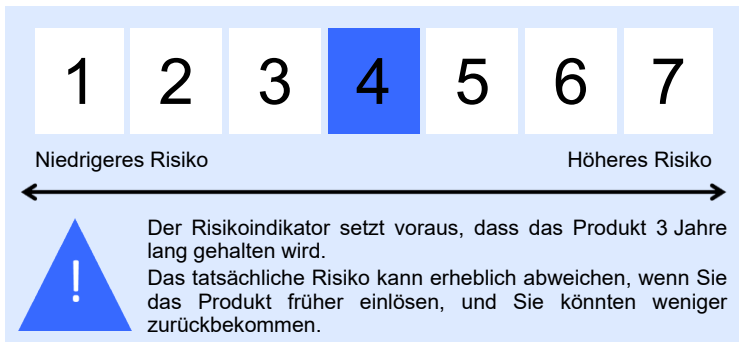 1 2 3 4 5 6 7
Niedrigeres Risiko Höheres Risiko
Der Risikoindikator setzt voraus, dass das Produkt 3 Jahre
lang gehalten wird.
Das tatsächliche Risiko kann erheblich abweichen, wenn Sie
das Produkt früher einlösen, und Sie könnten weniger
zurückbekommen.
!